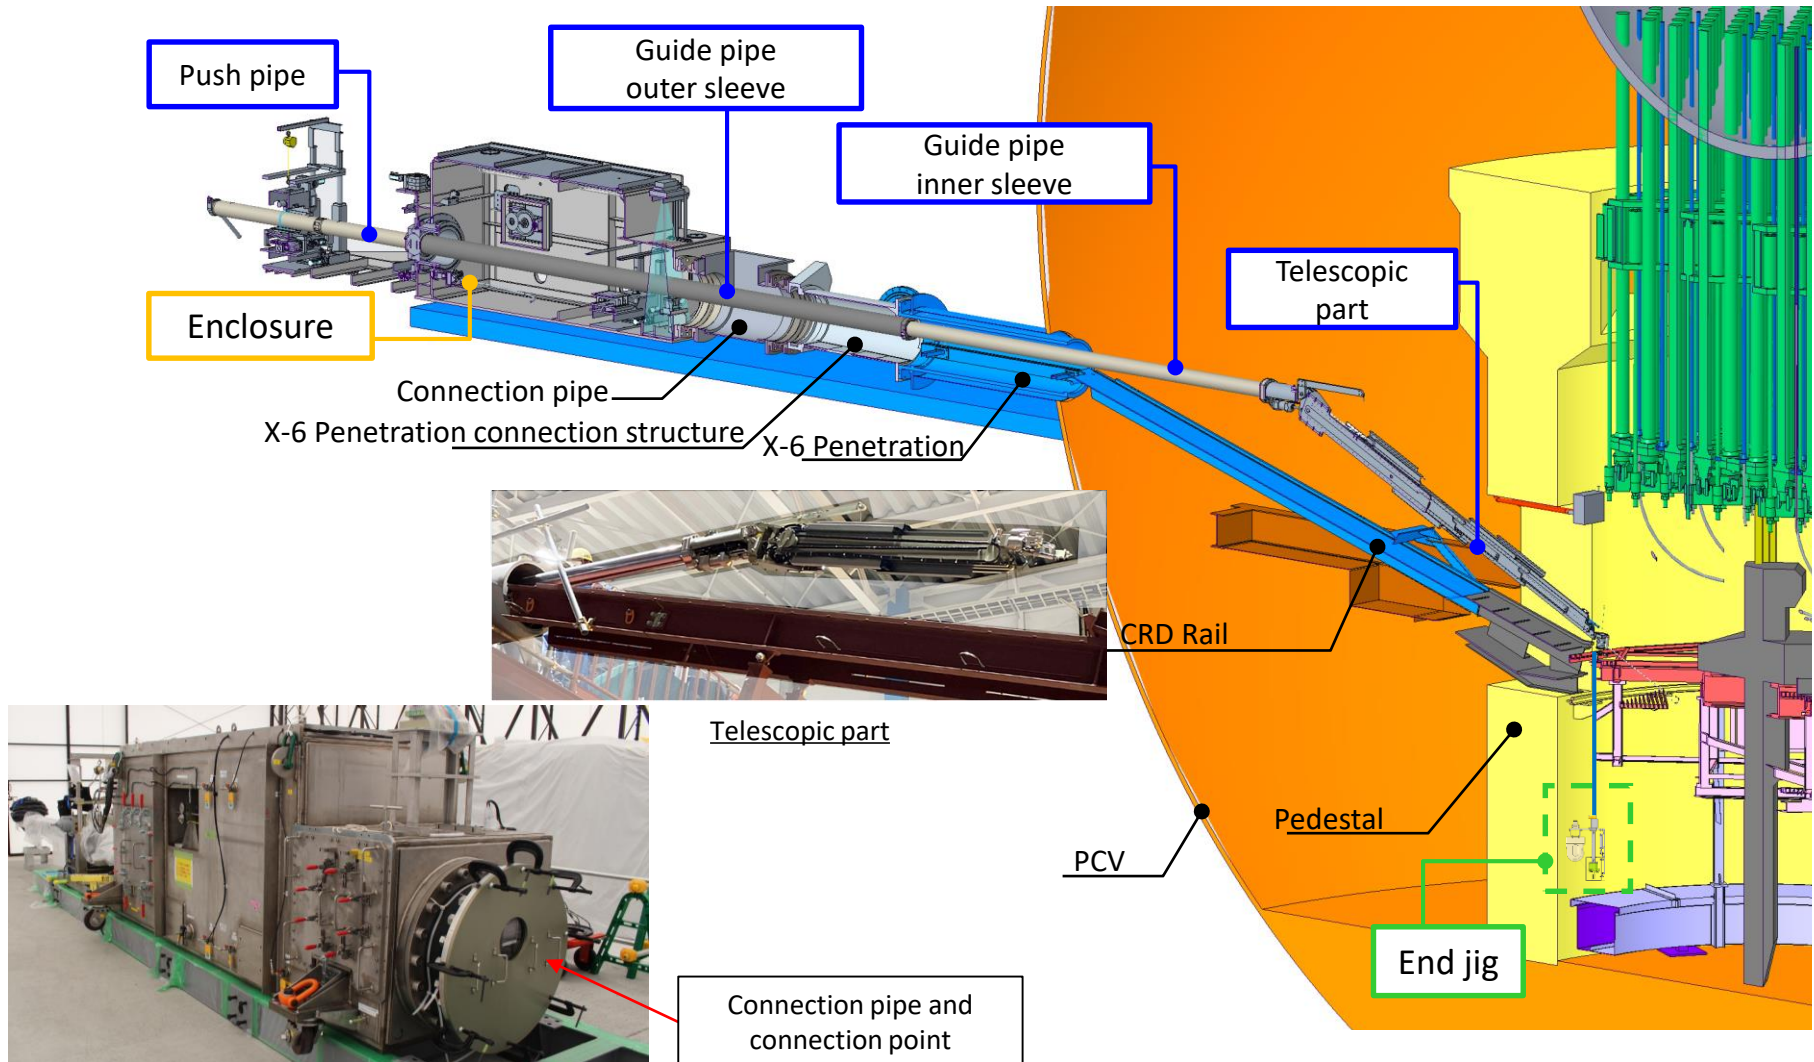 Push pipe
Guide pipe
outer sleeve
Guide pipe
inner sleeve
Telescopic
part
Enclosure
Connection pipe
X-6 Penetration connection structure
X-6 Penetration
CRD Rail
Telescopic part
Pedestal
PCV
End jig
Connection pipe and
connection point